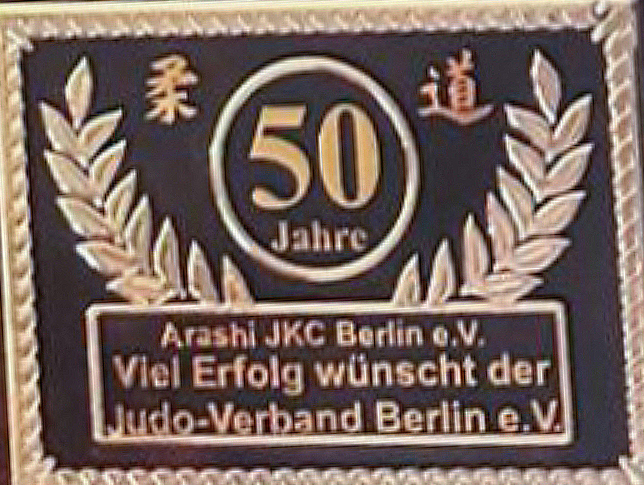 柔 道
50
Jahre
Arashi JKC Berlin e.V.
Viel Erfolg wünscht der
Judo-Verband Berlin e.V.